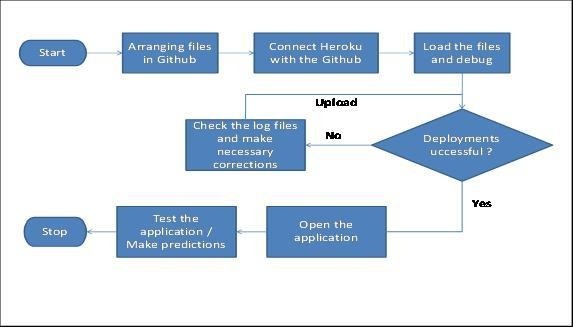 Start
Arranging files
in Github
Connect Heroku
with the Github
Load the files
and debug
Upload
Check the log files
and make
necessary
corrections
No
Deployments
uccessful ?
Yes
Stop
Test the
application /
Make predictions
Open the
application